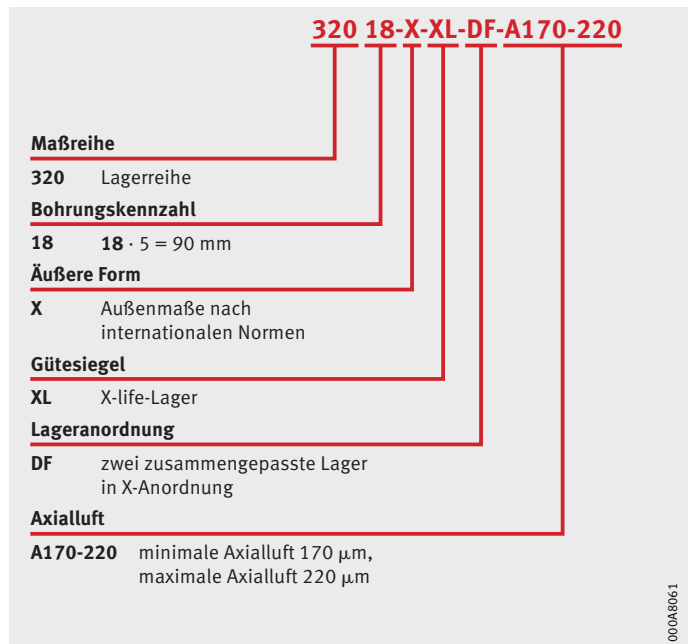 320 18-X-XL-DF-A170-220
Maßreihe
320 Lagerreihe
Bohrungskennzahl
18 18 · 5 = 90 mm
Äußere Form
X Außenmaße nach
internationalen Normen
Gütesiegel
XL X-life-Lager
Lageranordnung
DF zwei zusammengepasste Lager
in X-Anordnung
Axialluft
A170-220 minimale Axialluft 170 μm,
maximale Axialluft 220 μm
000A8061